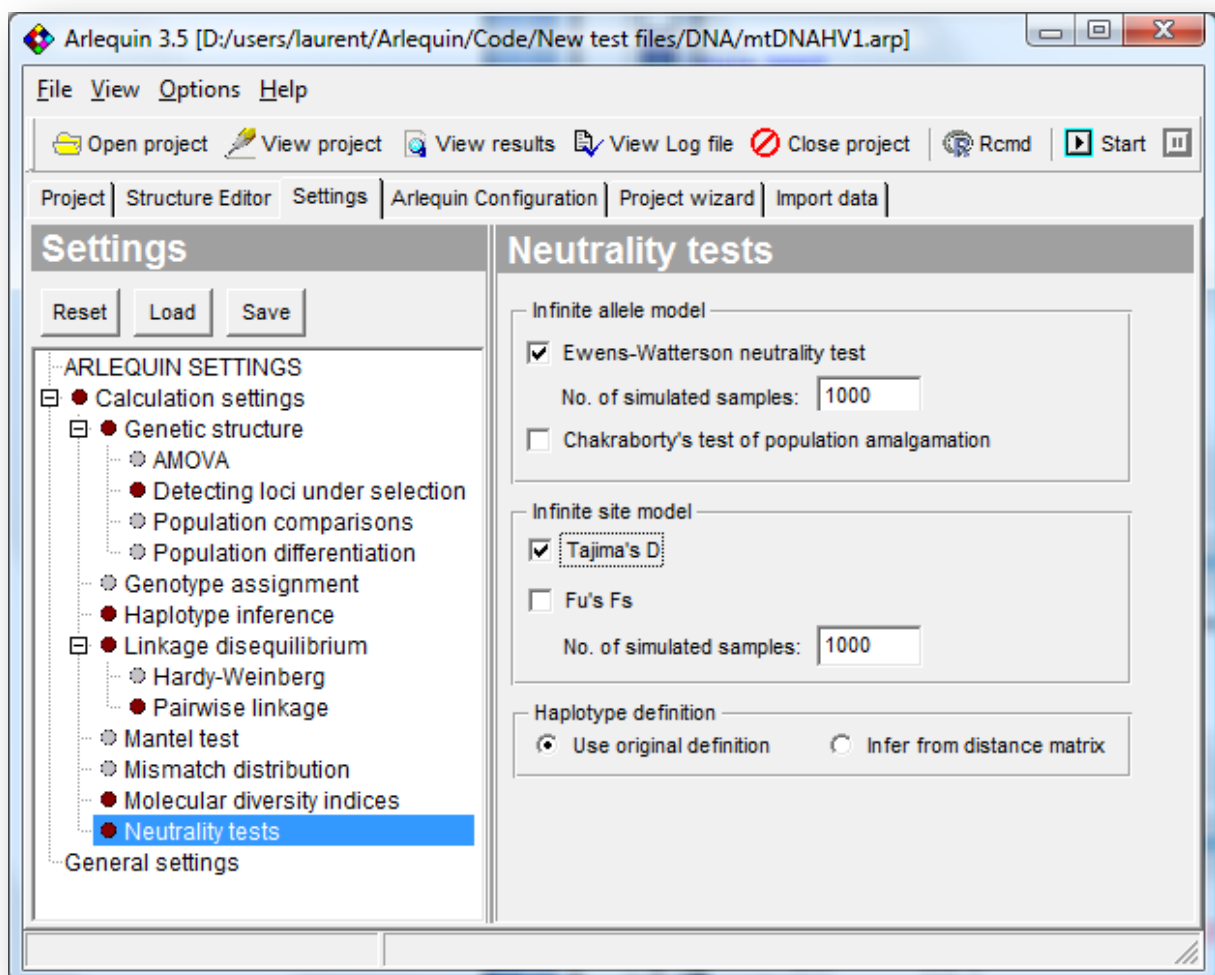 Arlequin 3.5 [D:/users/laurent/Arlequin/Code/New test files/DNA/mtDNAHV1.arp]
File View Options Help
Open project View project View results View Log file Close project Rcmd Start
Project Structure Editor Settings Arlequin Configuration Project wizard Import data
Settings
Reset Load Save
ARLEQUIN SETTINGS
Calculation settings
Genetic structure
AMOVA
Detecting loci under selection
Population comparisons
Population differentiation
Genotype assignment
Haplotype inference
Linkage disequilibrium
Hardy-Weinberg
Pairwise linkage
Mantel test
Mismatch distribution
Molecular diversity indices
Neutrality tests
General settings
Neutrality tests
Infinite allele model
Ewens-Watterson neutrality test
No. of simulated samples: 1000
Chakraborty's test of population amalgamation
Infinite site model
Tajima's D
Fu's Fs
No. of simulated samples: 1000
Haplotype definition
Use original definition Infer from distance matrix